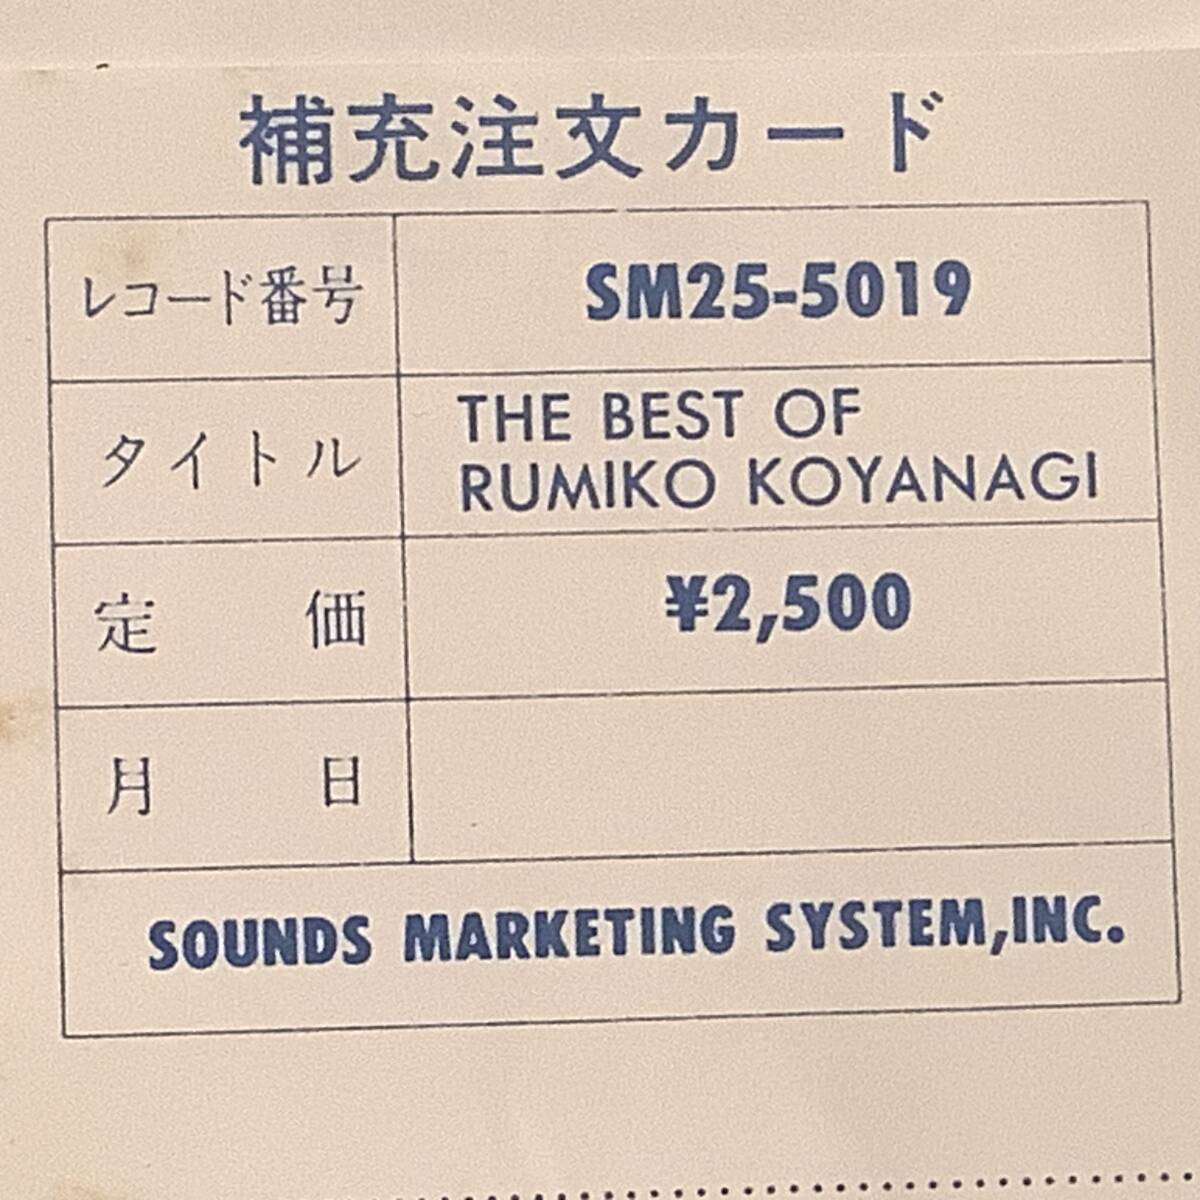 補充注文カード
レコード番号 SM25-5019
タイトル THE BEST OF
RUMIKO KOYANAGI
定価 ¥2,500
月日
SOUNDS MARKETING SYSTEM,INC.